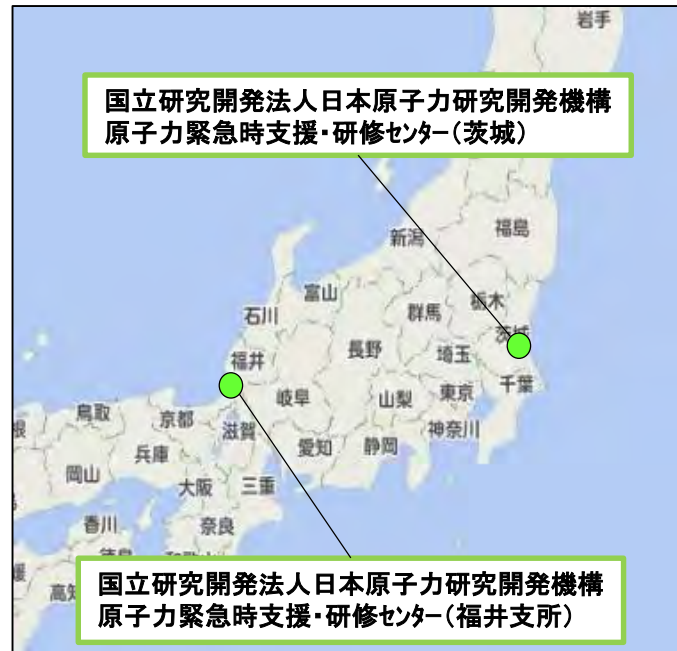 岩手
国立研究開発法人日本原子力研究開発機構
原子力緊急時支援・研修センター(茨城)
福島
新潟
富山
石川
栃木
群馬
茨城
長野
埼玉
福井
千葉
岐阜
山梨
東京
鳥取
京都
滋賀
神奈川
愛知
静岡
兵庫
岡山
大阪
三重
奈良
香川
国立研究開発法人日本原子力研究開発機構
原子力緊急時支援・研修センター(福井支所)